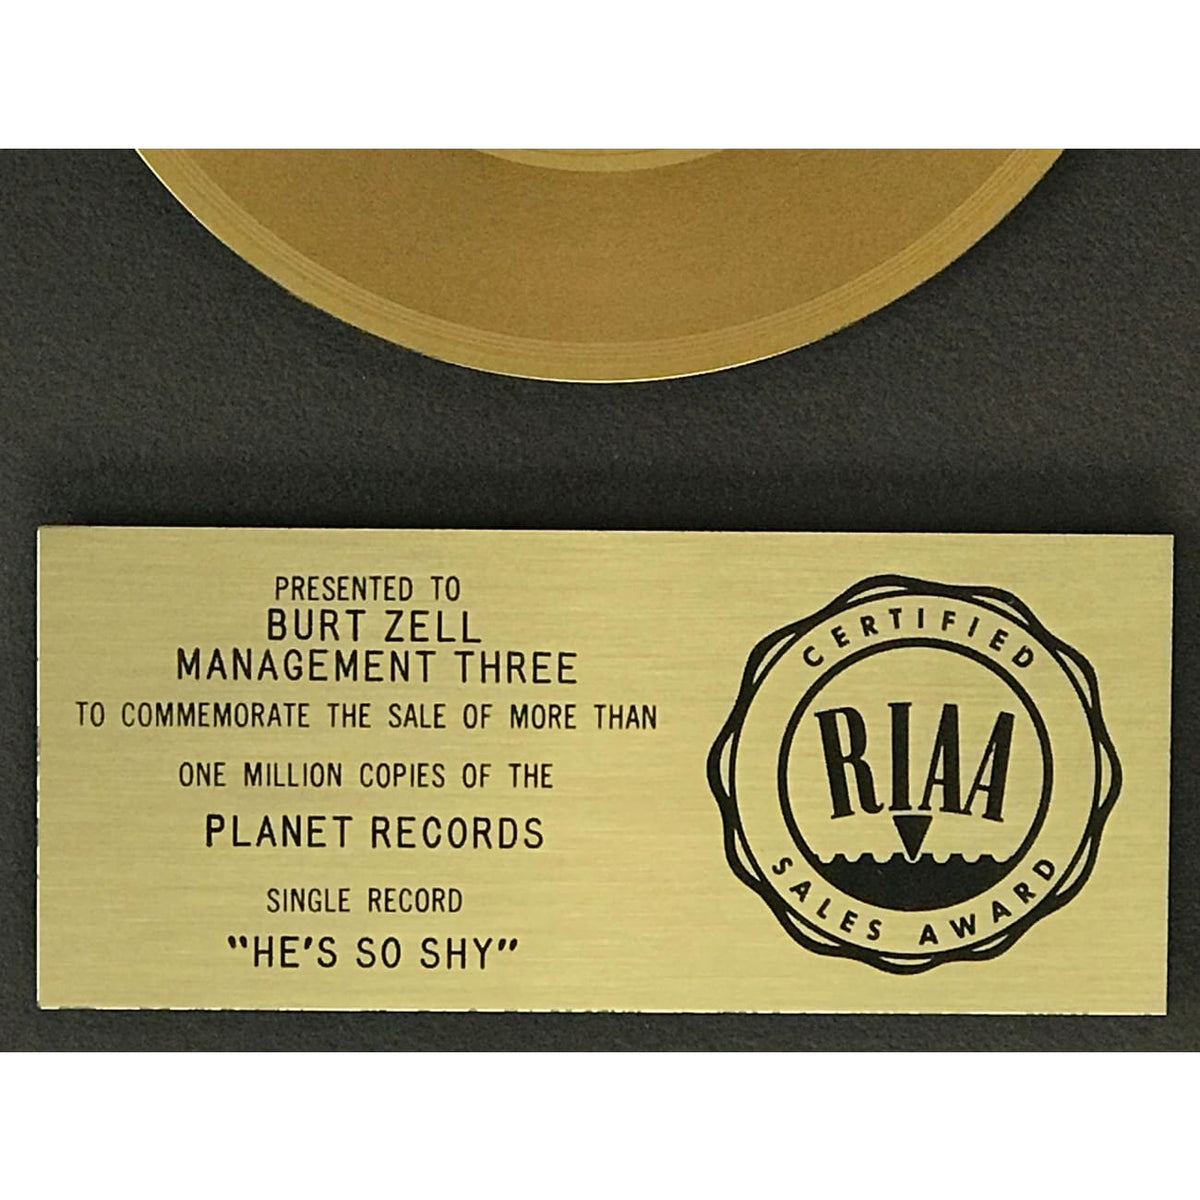 PRESENTED TO
BURT ZELL
MANAGEMENT THREE
TO COMMEMORATE THE SALE OF MORE THAN
ONE MILLION COPIES OF THE
PLANET RECORDS
SINGLE RECORD
"HE'S SO SHY"
CERTIFIED
RIAA
SALES AWARD